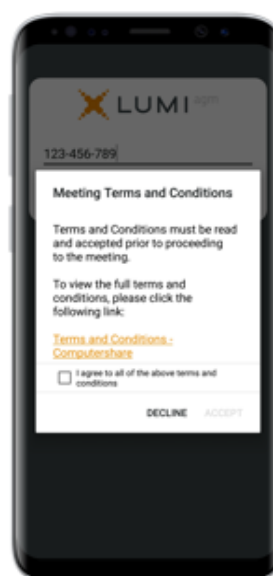 LUMI agm
123-456-789
Meeting Terms and Conditions
Terms and Conditions must be read
and accepted prior to proceeding
to the meeting.
To view the full terms and
conditions, please click the
following link:
Terms and Conditions -
Computershare
I agree to all of the above terms and
conditions
DECLINE ACCEPT